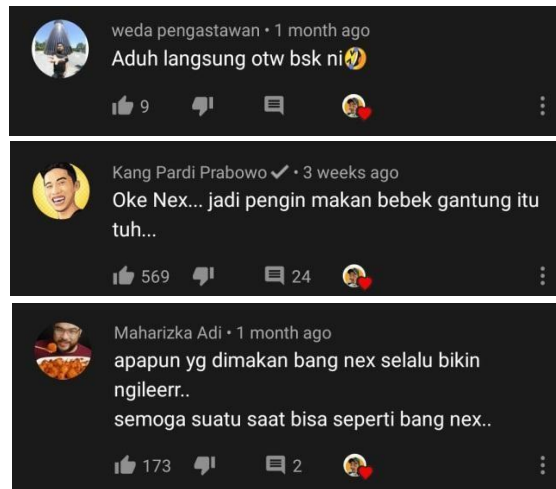 weda pengastawan • 1 month ago
Aduh langsung otw bsk ni🤣
9
Kang Pardi Prabowo ✔ • 3 weeks ago
Oke Nex... jadi pengin makan bebek gantung itu
tuh...
569 24
Maharizka Adi • 1 month ago
apapun yg dimakan bang nex selalu bikin
ngileerr..
semoga suatu saat bisa seperti bang nex..
173 2